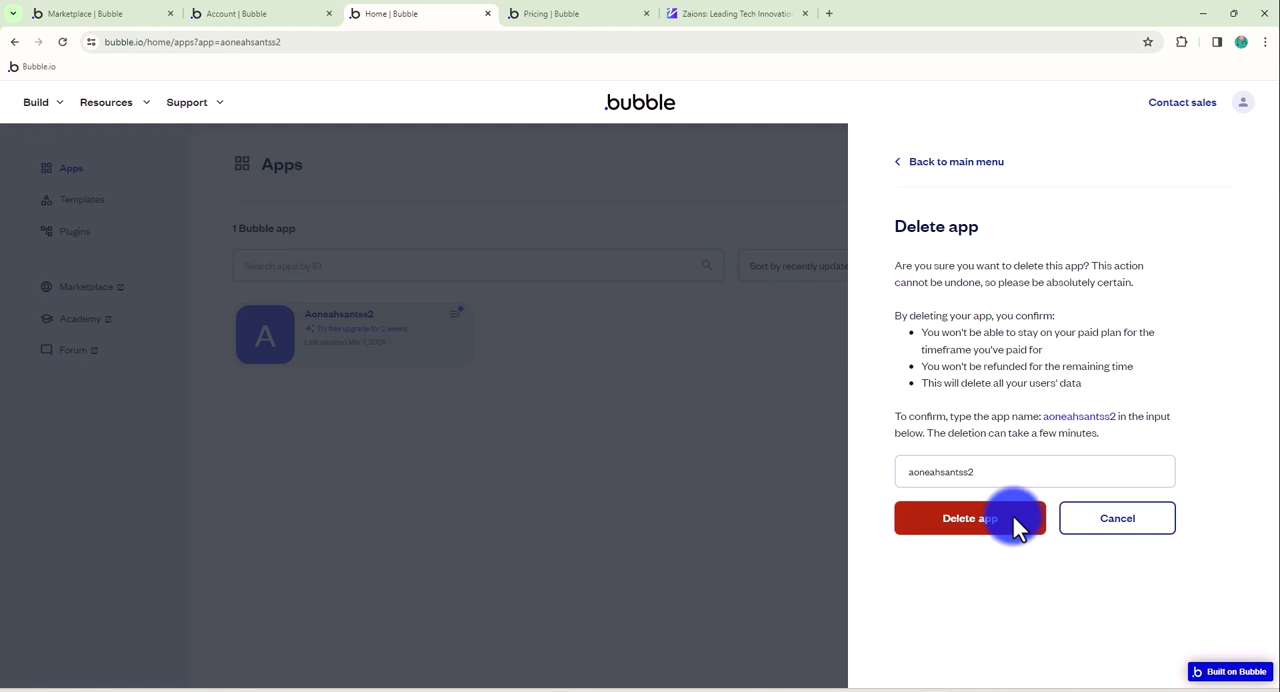 Marketplace | Bubble
Account | Bubble
Home | Bubble
Pricing | Bubble
Zaions: Leading Tech Innovatio
bubble.io/home/apps?app=aoneahsantss2
Bubble.io
Build
Resources
Support
.bubble
Contact sales
Apps
Templates
Plugins
Marketplace
Academy
Forum
Apps
1 Bubble app
Search apps by ID
Sort by recently update
A
Aoneahsantss2
Try free upgrade for 2 weeks
Last updated Mar 1, 2024
Back to main menu
Delete app
Are you sure you want to delete this app? This action
cannot be undone, so please be absolutely certain.
By deleting your app, you confirm:
You won't be able to stay on your paid plan for the
timeframe you've paid for
You won't be refunded for the remaining time
This will delete all your users' data
To confirm, type the app name: aoneahsantss2 in the input
below. The deltion can take a few minutes.
aoneahsantss2
Delete app
Cancel
Built on Bubble